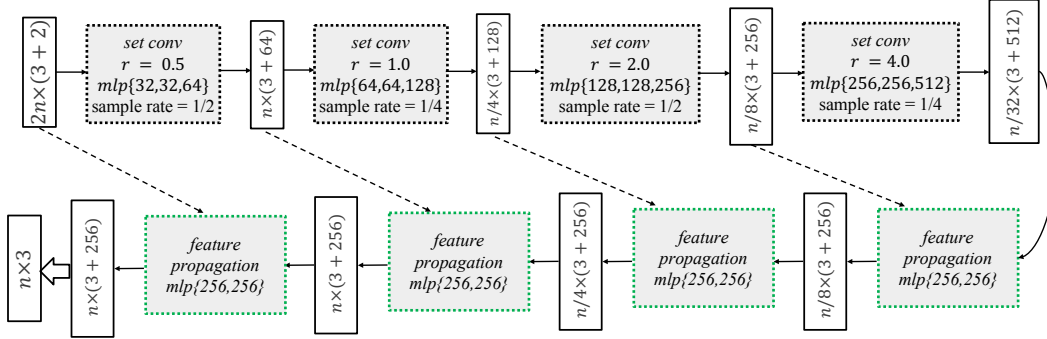 2n×(3 + 2)
set conv
r = 0.5
mlp{32,32,64}
sample rate = 1/2
n×(3 + 64)
set conv
r = 1.0
mlp{64,64,128}
sample rate = 1/4
n/4×(3 + 128)
set conv
r = 2.0
mlp{128,128,256}
sample rate = 1/2
n/8×(3 + 256)
set conv
r = 4.0
mlp{256,256,512}
sample rate = 1/4
n/32×(3 + 512)
n×3
n×(3 + 256)
feature
propagation
mlp{256,256}
n×(3 + 256)
feature
propagation
mlp{256,256}
n/4×(3 + 256)
feature
propagation
mlp{256,256}
n/8×(3 + 256)
feature
propagation
mlp{256,256}